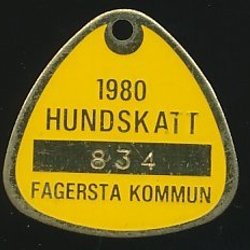 1980
HUNDSKATT
834
FAGERSTA KOMMUN